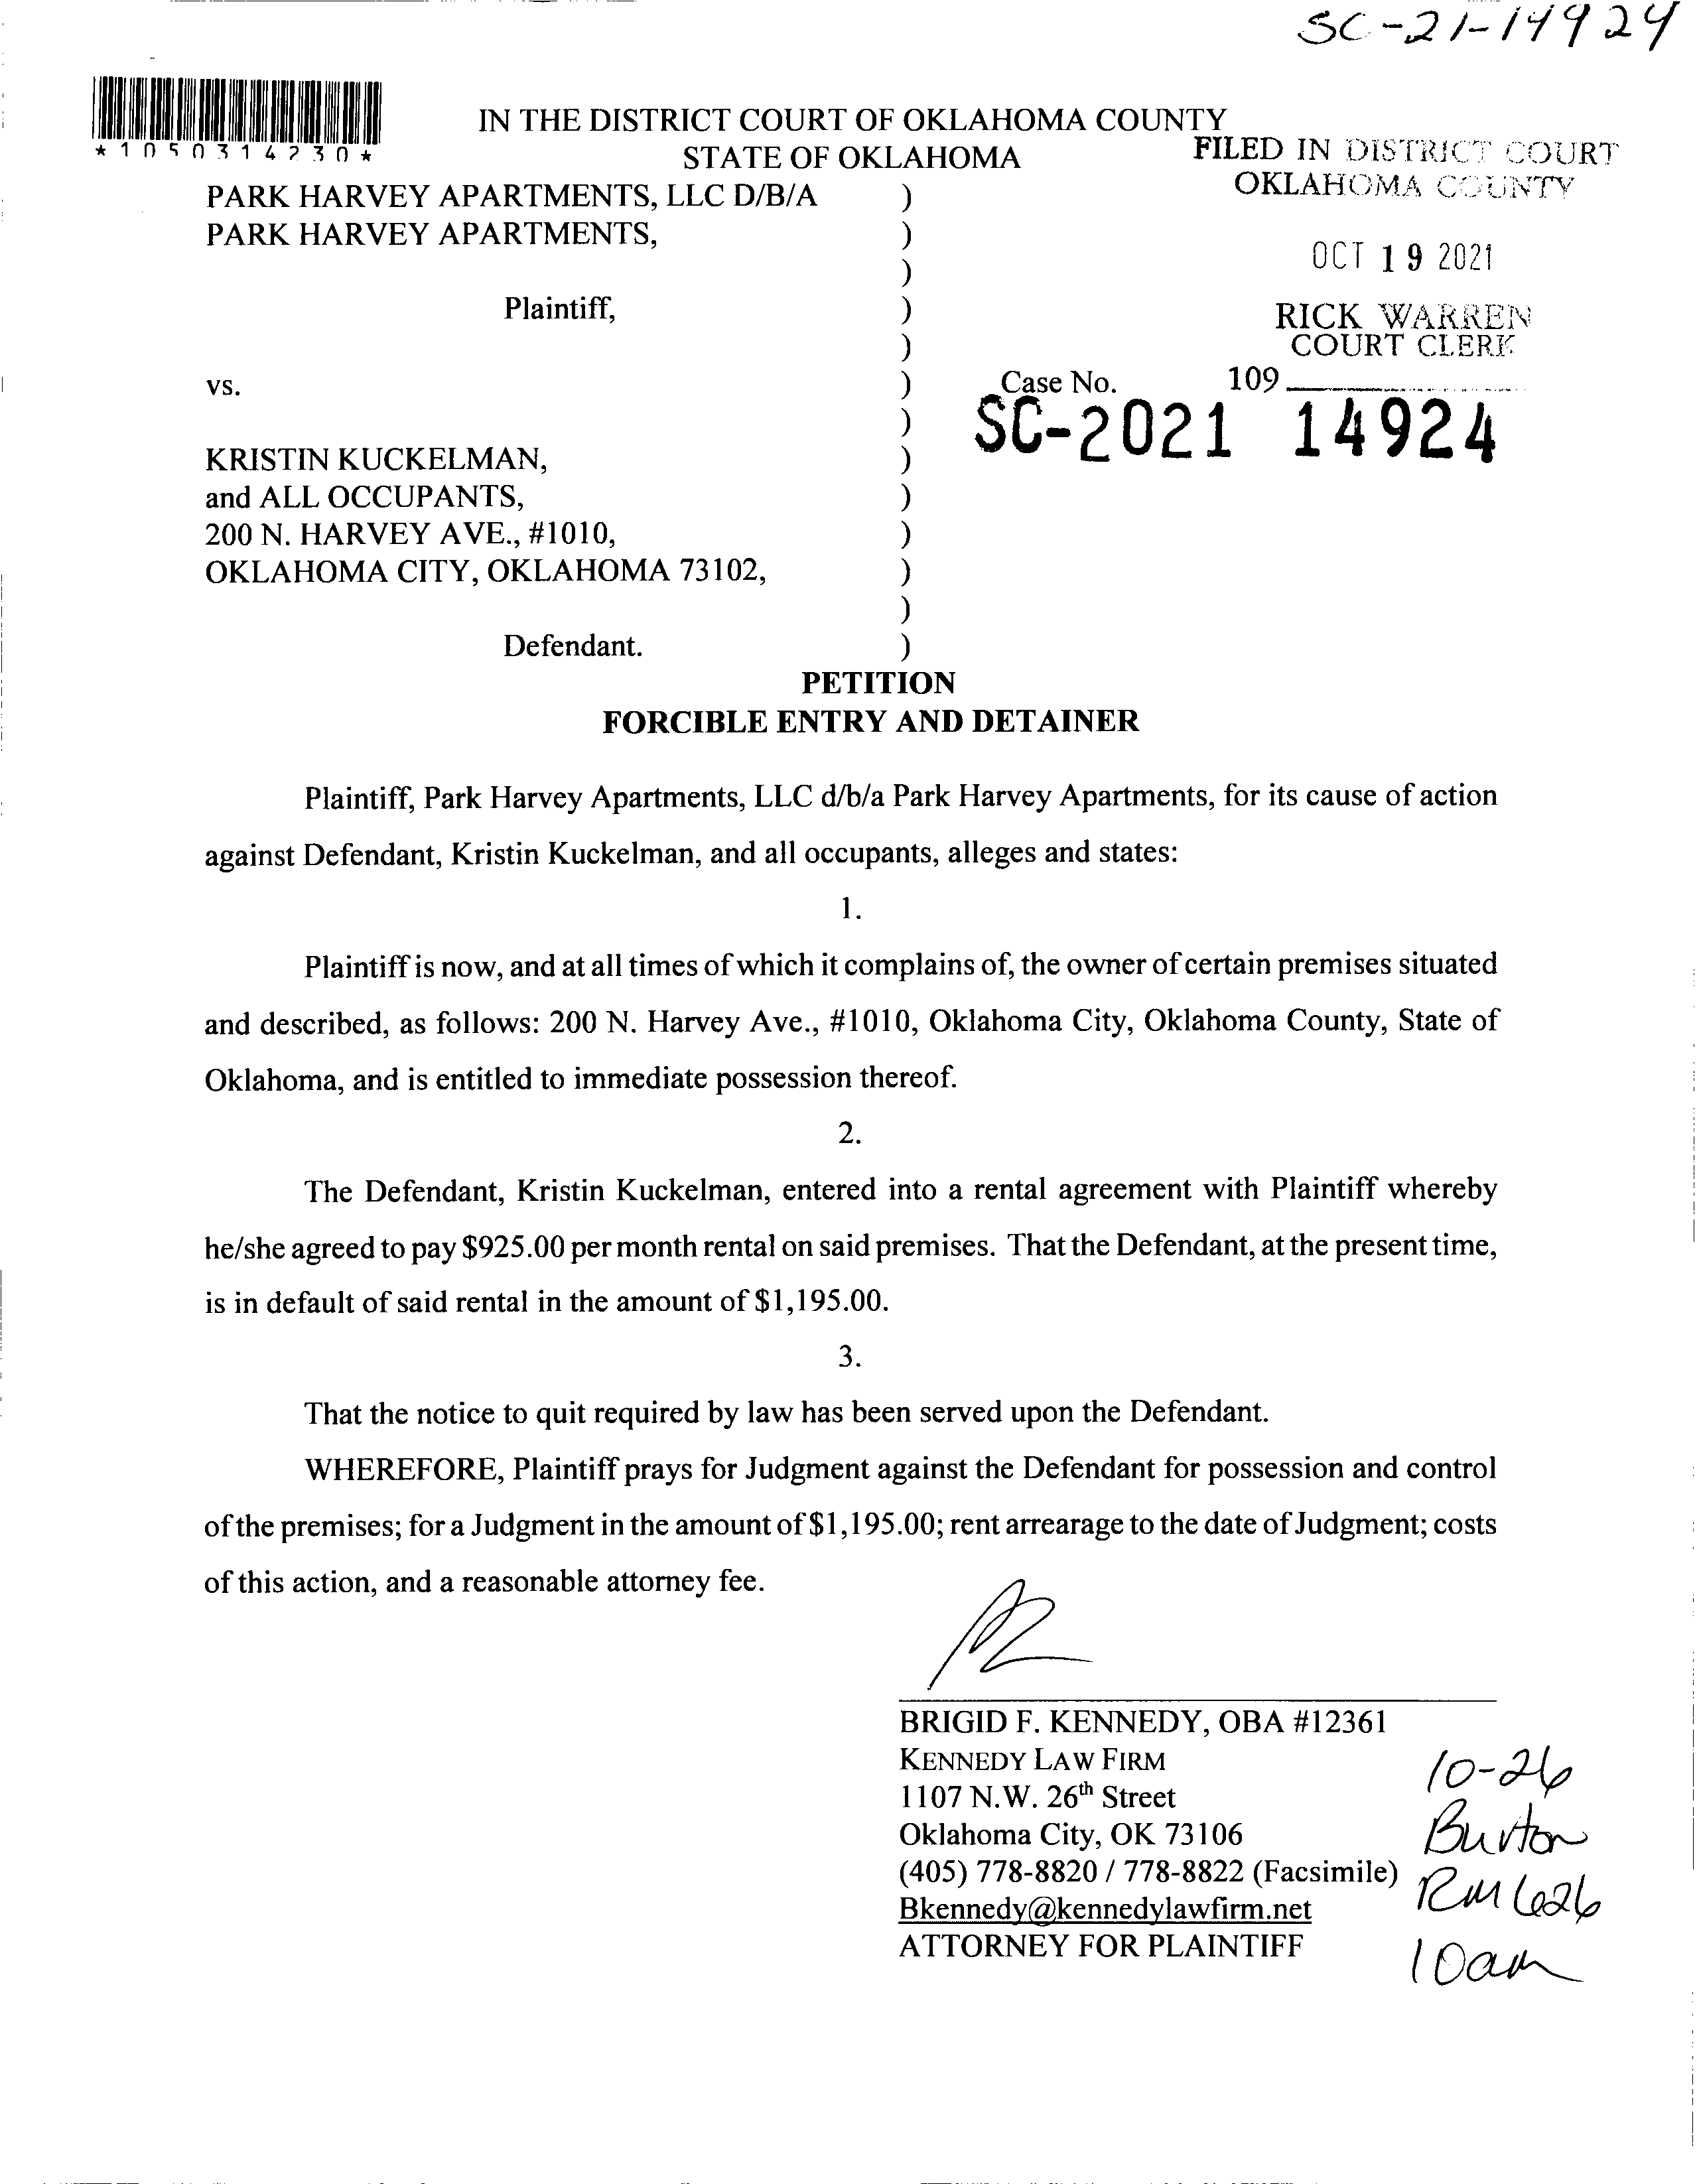 SC-21-14924
*1050314230*
IN THE DISTRICT COURT OF OKLAHOMA COUNTY
STATE OF OKLAHOMA
FILED IN DISTRICT COURT
OKLAHOMA COUNTY
OCT 19 2021
RICK WARREN
COURT CLERK
109
PARK HARVEY APARTMENTS, LLC D/B/A )
PARK HARVEY APARTMENTS, )
)
Plaintiff, )
)
vs. ) Case No.
) SC-2021 14924
KRISTIN KUCKELMAN, )
and ALL OCCUPANTS, )
200 N. HARVEY AVE., #1010, )
OKLAHOMA CITY, OKLAHOMA 73102, )
)
Defendant. )
PETITION
FORCIBLE ENTRY AND DETAINER
Plaintiff, Park Harvey Apartments, LLC d/b/a Park Harvey Apartments, for its cause of action
against Defendant, Kristin Kuckelman, and all occupants, alleges and states:
1.
Plaintiff is now, and at all times of which it complains of, the owner of certain premises situated
and described, as follows: 200 N. Harvey Ave., #1010, Oklahoma City, Oklahoma County, State of
Oklahoma, and is entitled to immediate possession thereof.
2.
The Defendant, Kristin Kuckelman, entered into a rental agreement with Plaintiff whereby
he/she agreed to pay $925.00 per month rental on said premises. That the Defendant, at the present time,
is in default of said rental in the amount of $1,195.00.
3.
That the notice to quit required by law has been served upon the Defendant.
WHEREFORE, Plaintiff prays for Judgment against the Defendant for possession and control
of the premises; for a Judgment in the amount of $1,195.00; rent arrearage to the date of Judgment; costs
of this action, and a reasonable attorney fee.
BRIGID F. KENNEDY, OBA #12361
KENNEDY LAW FIRM
1107 N.W. 26th Street
Oklahoma City, OK 73106
(405) 778-8820 / 778-8822 (Facsimile)
Bkennedy@kennedylawfirm.net
ATTORNEY FOR PLAINTIFF
10-26
Burton
RM 626
10am